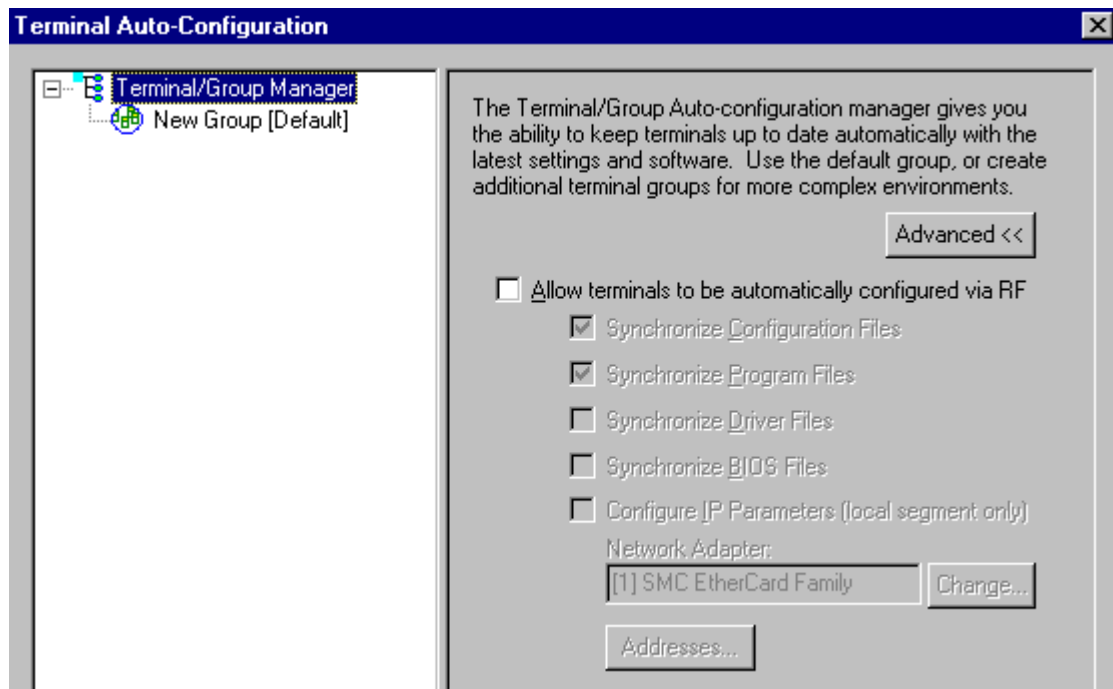 Terminal Auto-Configuration
Terminal/Group Manager
New Group [Default]
The Terminal/Group Auto-configuration manager gives you
the ability to keep terminals up to date automatically with the
latest settings and software.  Use the default group, or create
additional terminal groups for more complex environments.
Advanced <<
Allow terminals to be automatically configured via RF
Synchronize Configuration Files
Synchronize Program Files
Synchronize Driver Files
Synchronize BIOS Files
Configure IP Parameters (local segment only)
Network Adapter:
[1] SMC EtherCard Family
Change...
Addresses...